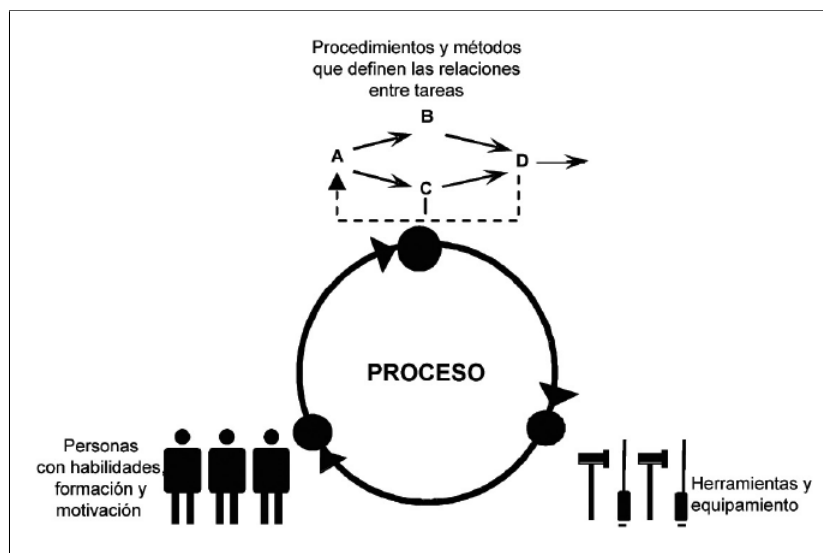 Procedimientos y métodos
que definen las relaciones
entre tareas
B
A
D
C
PROCESO
Personas
con habilidades,
formación y
motivación
Herramientas y
equipamiento